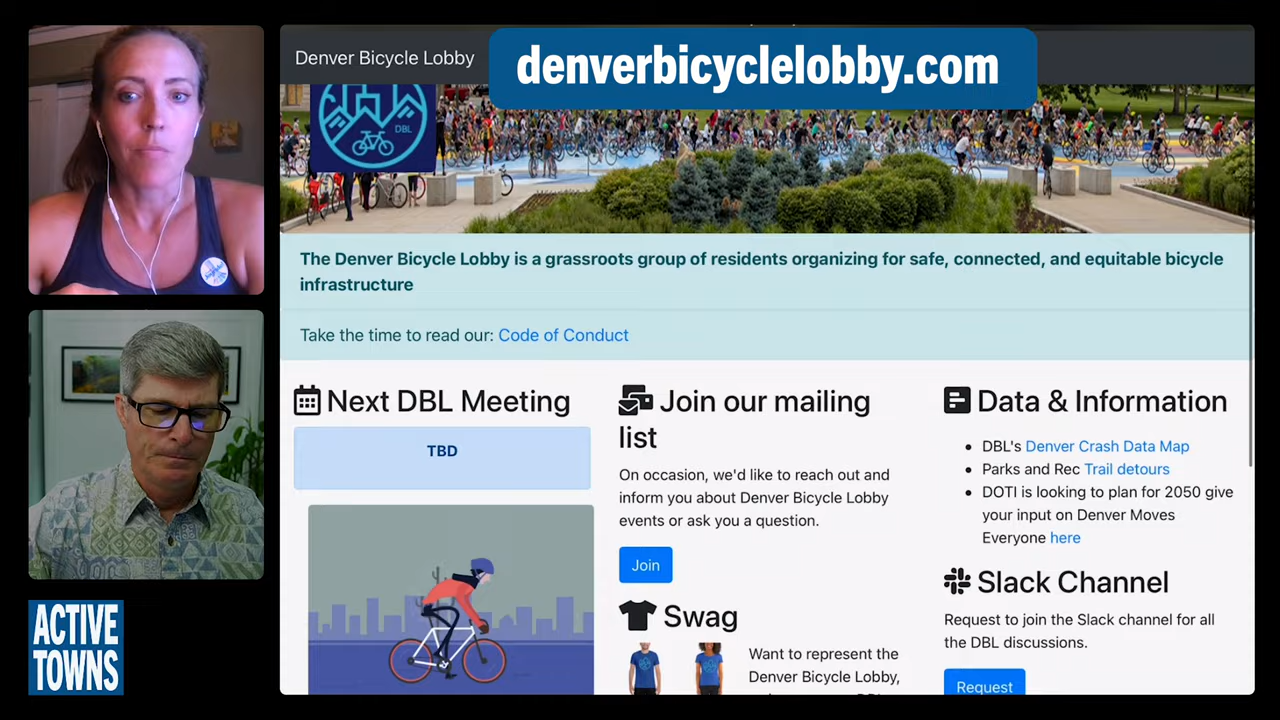 Denver Bicycle Lobby
denverbicyclelobby.com
DBL
The Denver Bicycle Lobby is a grassroots group of residents organizing for safe, connected, and equitable bicycle
infrastructure
Take the time to read our: Code of Conduct
Next DBL Meeting
TBD
Join our mailing
list
On occasion, we'd like to reach out and
inform you about Denver Bicycle Lobby
events or ask you a question.
Join
Swag
Want to represent the
Denver Bicycle Lobby,
Data & Information
DBL's Denver Crash Data Map
Parks and Rec Trail detours
DOTI is looking to plan for 2050 give
your input on Denver Moves
Everyone here
Slack Channel
Request to join the Slack channel for all
the DBL discussions.
Request
ACTIVE
TOWNS